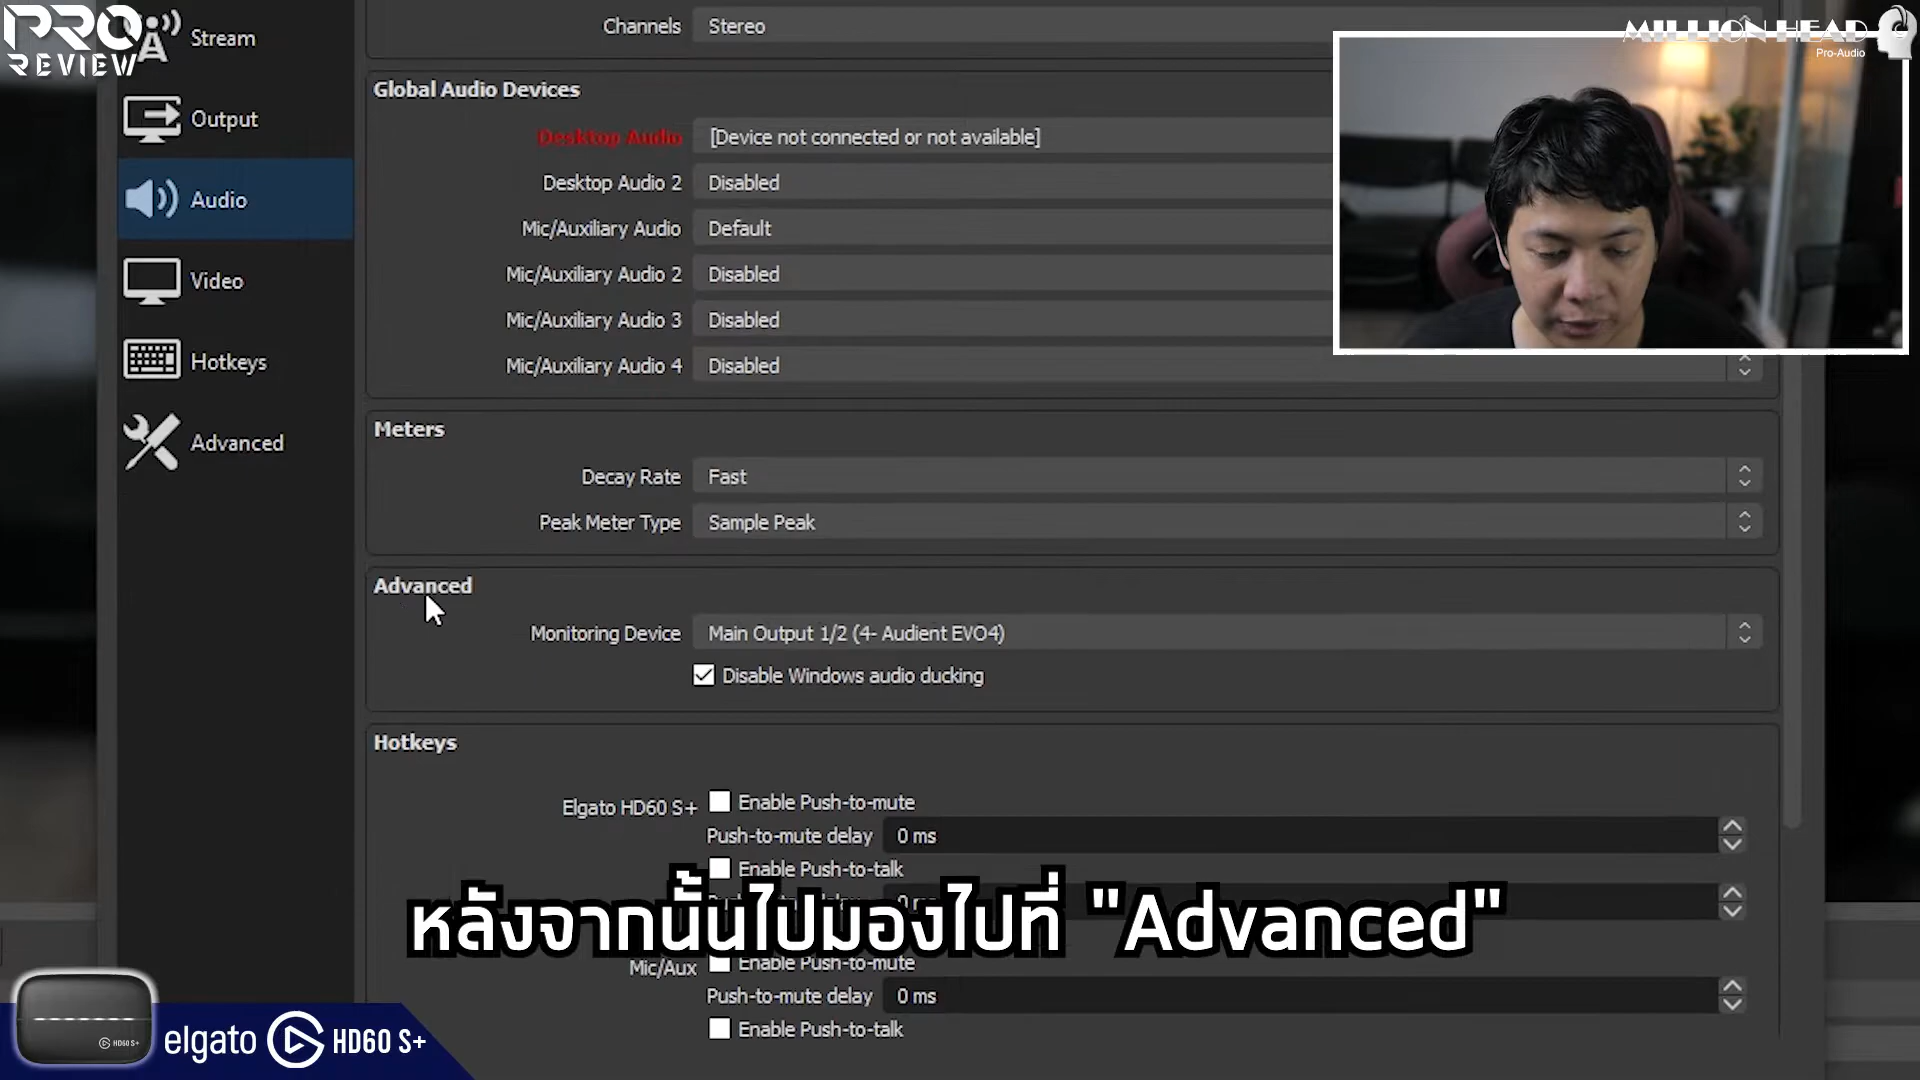 PRO
REVIEW
MILLION HEAD
Pro-Audio
Stream
Output
Audio
Video
Hotkeys
Advanced
Channels Stereo
Global Audio Devices
Desktop Audio [Device not connected or not available]
Desktop Audio 2 Disabled
Mic/Auxiliary Audio Default
Mic/Auxiliary Audio 2 Disabled
Mic/Auxiliary Audio 3 Disabled
Mic/Auxiliary Audio 4 Disabled
Meters
Decay Rate Fast
Peak Meter Type Sample Peak
Advanced
Monitoring Device Main Output 1/2 (4- Audient EVO4)
Disable Windows audio ducking
Hotkeys
Elgato HD60 S+ Enable Push-to-mute
Push-to-mute delay 0 ms
Enable Push-to-talk
หลังจากนั้นไปมองไปที่ "Advanced"
Mic/Aux Enable Push-to-mute
Push-to-mute delay 0 ms
Enable Push-to-talk
HD60 S+
elgato HD60 S+